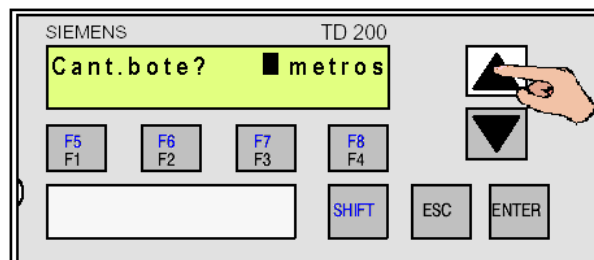 SIEMENS TD 200
Cant.bote? metros
F5 F6 F7 F8
F1 F2 F3 F4
SHIFT ESC ENTER